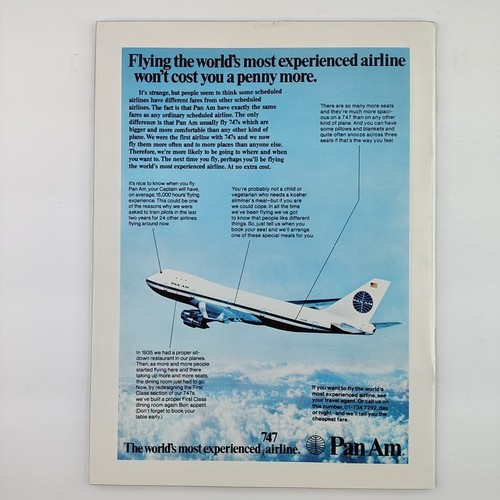 Flying the world's most experienced airline
won't cost you a penny more.
It's strange, but people seem to think some scheduled
airlines have different fares from other scheduled
airlines. The fact is that Pan Am have exactly the same
fares as any ordinary scheduled airline. The only
difference is that Pan Am usually fly 747's which are
bigger and more comfortable than any other kind of
plane. We were the first airline with 747's and we now
fly them more often and to more places than anyone else.
Therefore, we're more likely to be going to where and when
you want to. The next time you fly, perhaps you'll be flying
the world's most experienced airline. At no extra cost.
There are so many more seats
and they're much more spaci-
ous on a 747 than on any other
kind of plane. And you can have
some pillows and blankets and
quite often snooze across three
seats if that's the way you feel.
It's nice to know when you fly
Pan Am, your Captain will have,
on average, 15,000 hours' flying
experience. This could be one
of the reasons why we were
asked to train pilots in the last
two years for 24 other airlines
flying around now.
You're probably not a child or
vegetarian who needs a kosher
slimmer's meal–but if you are
we could cope. In all the time
we've been flying we've got
to know that people like different
things. So, just tell us when you
book your seat and we'll arrange
one of these special meals for you.
PAN AM
PAN AM
In 1935 we had a proper sit-
down restaurant in our planes.
Then, as more and more people
started flying here and there
taking up more and more seats,
the dining room just had to go.
Now, by redesigning the First
Class section of our 747's
we've built a proper First Class
dining room again. Bon appetit.
(Don't forget to book your
table early.)
If you want to fly the world's
most experienced airline, see
your travel agent. Or call us on
this number, 01-734 7292, day
or night–and we'll tell you the
cheapest fare.
747
The world's most experienced airline.
Pan Am